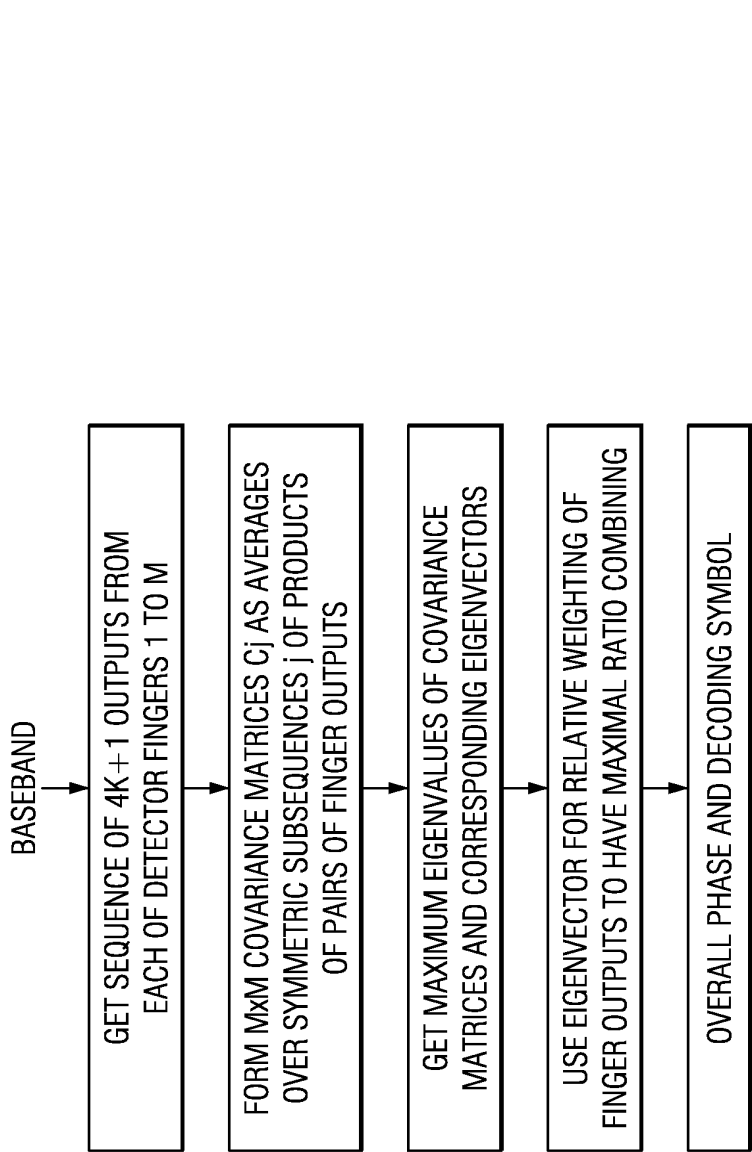 BASEBAND
GET SEQUENCE OF 4K+1 OUTPUTS FROM
EACH OF DETECTOR FINGERS 1 TO M
FORM MxM COVARIANCE MATRICES Cj AS AVERAGES
OVER SYMMETRIC SUBSEQUENCES j OF PRODUCTS
OF PAIRS OF FINGER OUTPUTS
GET MAXIMUM EIGENVALUES OF COVARIANCE
MATRICES AND CORRESPONDING EIGENVECTORS
USE EIGENVECTOR FOR RELATIVE WEIGHTING OF
FINGER OUTPUTS TO HAVE MAXIMAL RATIO COMBINING
OVERALL PHASE AND DECODING SYMBOL